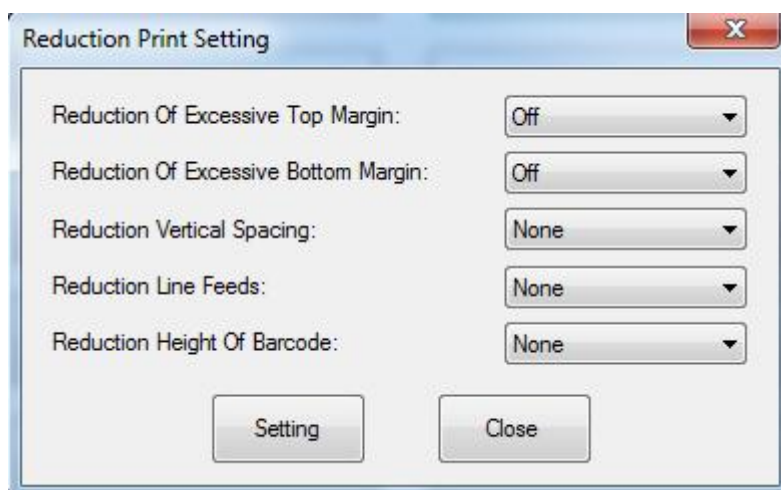 Reduction Print Setting
Reduction Of Excessive Top Margin: Off
Reduction Of Excessive Bottom Margin: Off
Reduction Vertical Spacing: None
Reduction Line Feeds: None
Reduction Height Of Barcode: None
Setting Close